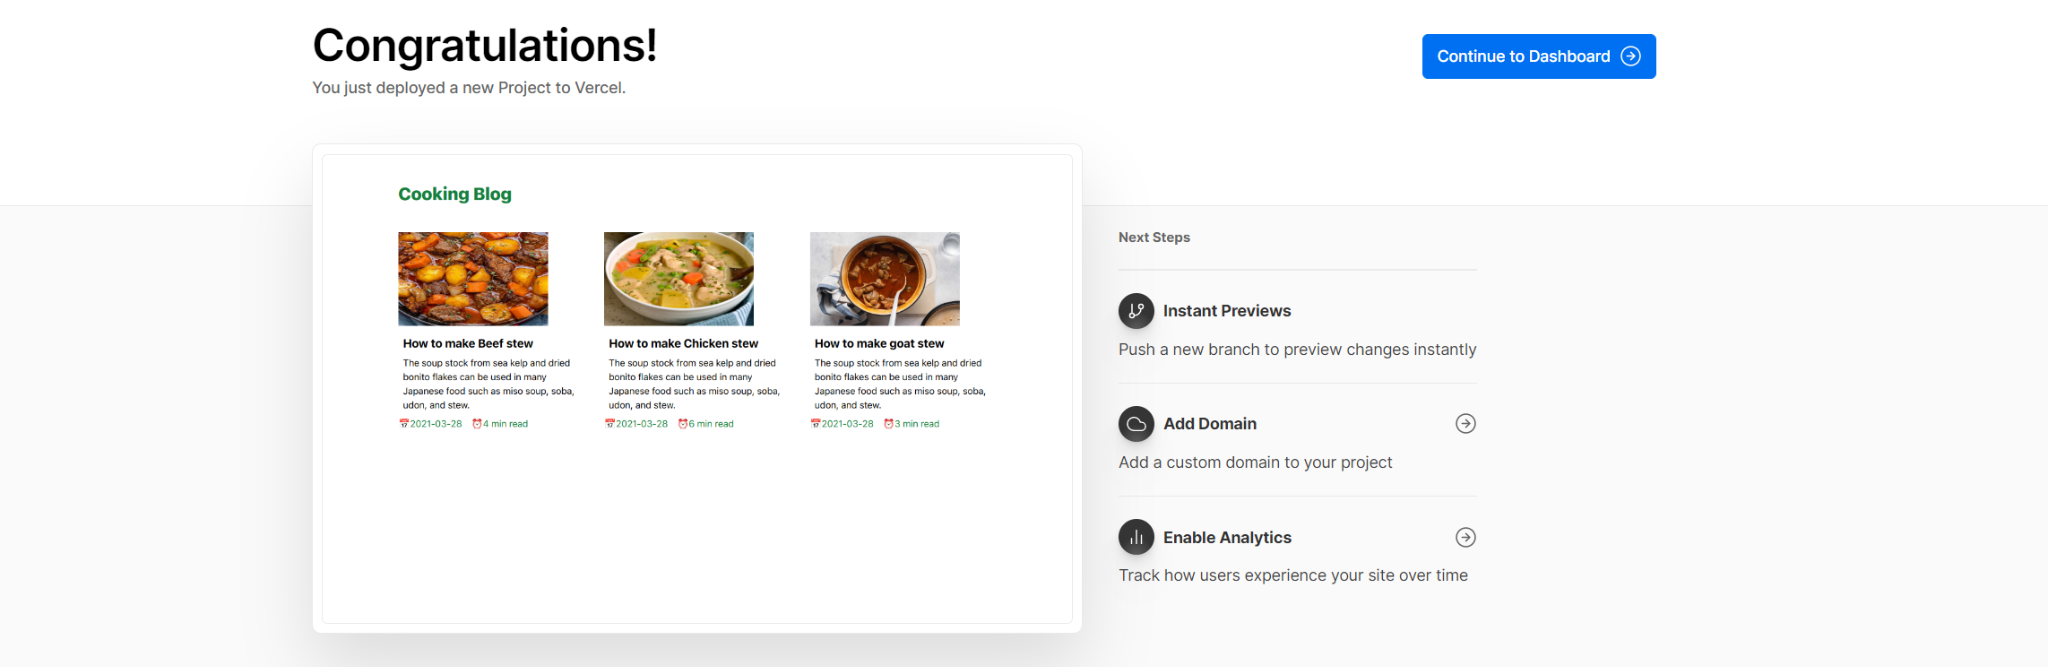 Congratulations!
You just deployed a new Project to Vercel.
Continue to Dashboard
Cooking Blog
How to make Beef stew
The soup stock from sea kelp and dried
bonito flakes can be used in many
Japanese food such as miso soup, soba,
udon, and stew.
📅2021-03-28 ⏰4 min read
How to make Chicken stew
The soup stock from sea kelp and dried
bonito flakes can be used in many
Japanese food such as miso soup, soba,
udon, and stew.
📅2021-03-28 ⏰6 min read
How to make goat stew
The soup stock from sea kelp and dried
bonito flakes can be used in many
Japanese food such as miso soup, soba,
udon, and stew.
📅2021-03-28 ⏰3 min read
Next Steps
Instant Previews
Push a new branch to preview changes instantly
Add Domain
Add a custom domain to your project
Enable Analytics
Track how users experience your site over time